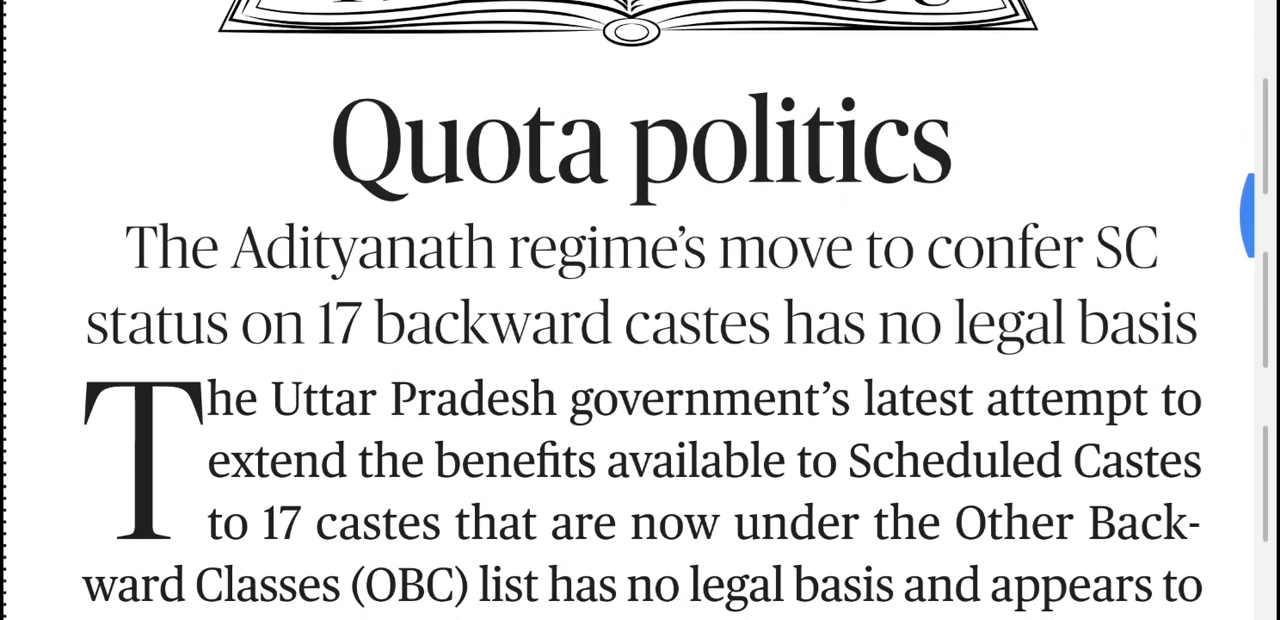 Quota politics
The Adityanath regime’s move to confer SC
status on 17 backward castes has no legal basis
The Uttar Pradesh government’s latest attempt to
extend the benefits available to Scheduled Castes
to 17 castes that are now under the Other Back-
ward Classes (OBC) list has no legal basis and appears to